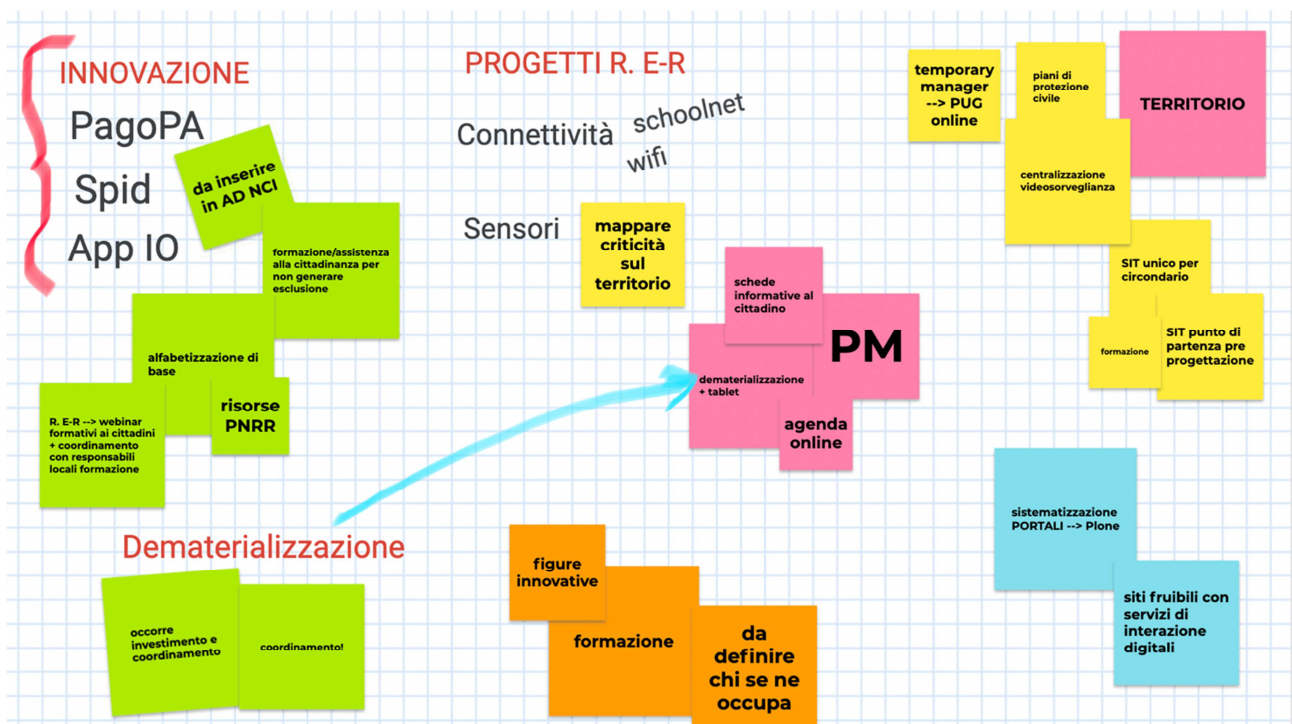 INNOVAZIONE
PagoPA
Spid
App IO
da inserire
in AD NCI
formazione/assistenza
alla cittadinanza per
non generare
esclusione
alfabetizzazione di
base
risorse
PNRR
R. E-R --> webinar
formativi ai cittadini
+ coordinamento
con responsabili
locali formazione
Dematerializzazione
occorre
investimento e
coordinamento
coordinamento!
PROGETTI R. E-R
Connettività
schoolnet
wifi
Sensori
mappare
criticità
sul
territorio
schede
informative al
cittadino
PM
dematerializzazione
+ tablet
agenda
online
figure
innovative
formazione
da
definire
chi se ne
occupa
temporary
manager
--> PUG
online
piani di
protezione
civile
TERRITORIO
centralizzazione
videosorveglianza
SIT unico per
circondario
formazione
SIT punto di
partenza pre
progettazione
sistematizzazione
PORTALI --> Plone
siti fruibili con
servizi di
interazione
digitali